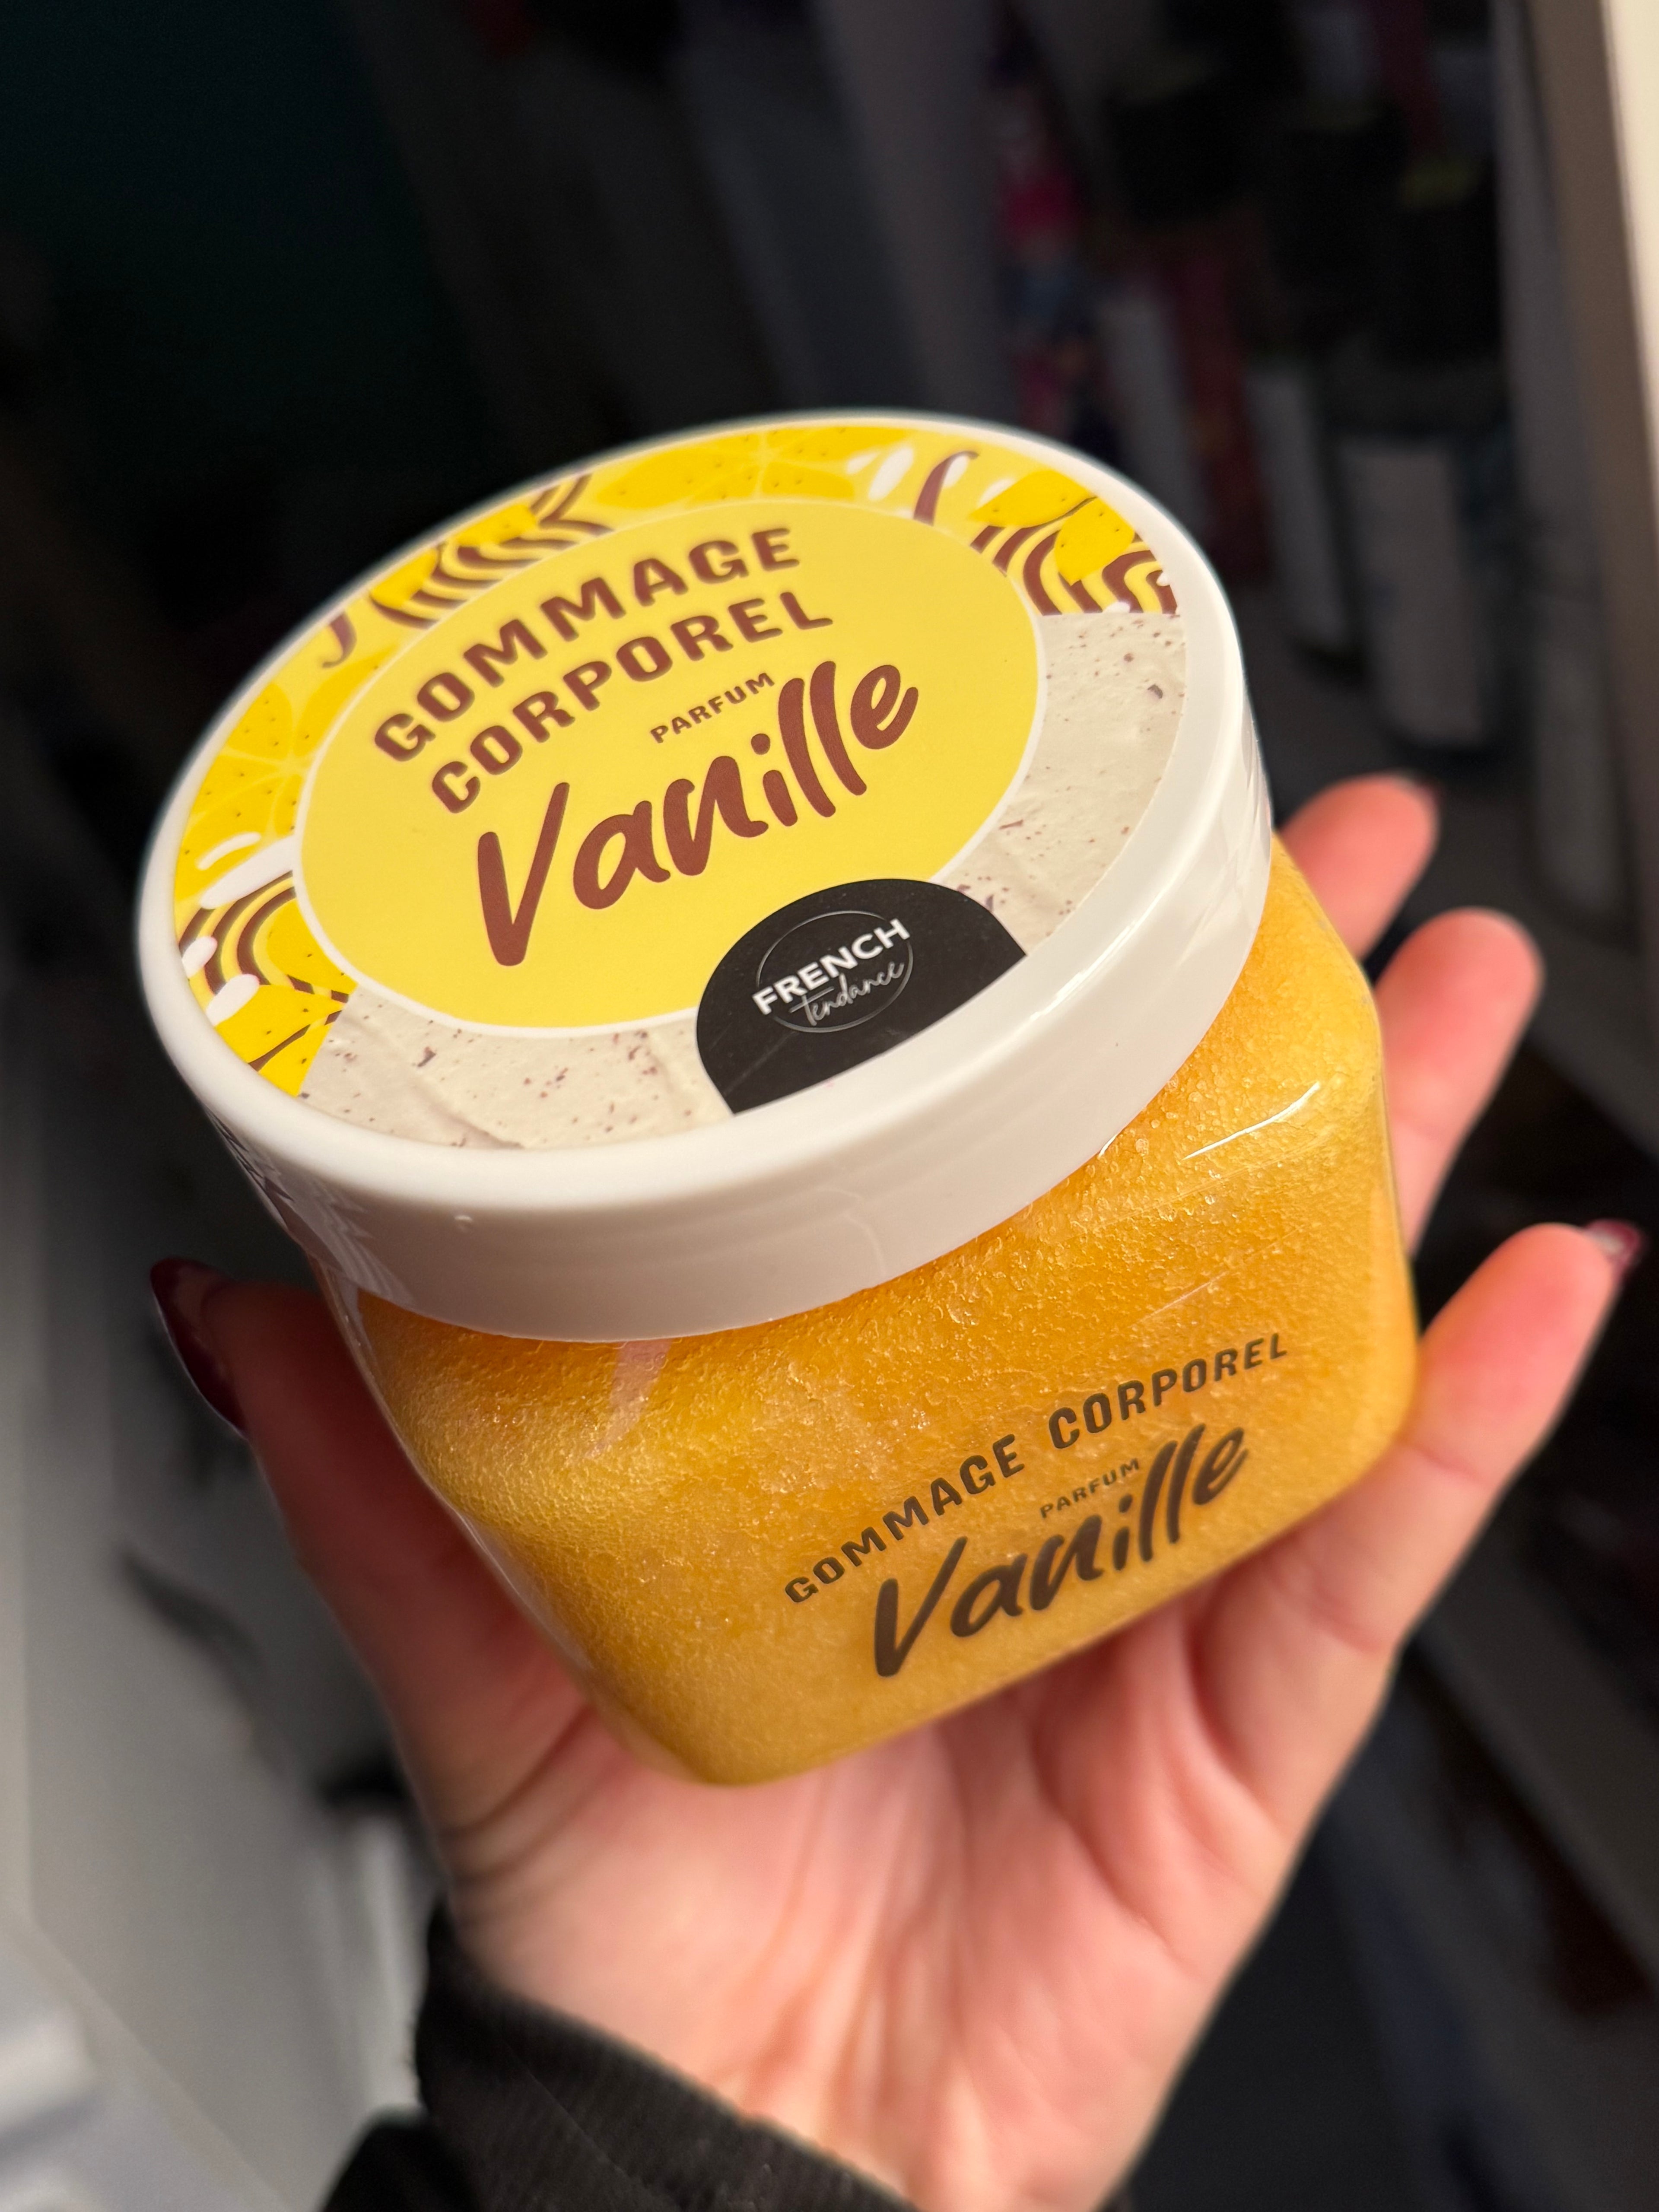 GOMMAGE
CORPOREL
PARFUM
Vanille
FRENCH
Tendance
GOMMAGE CORPOREL
PARFUM
Vanille